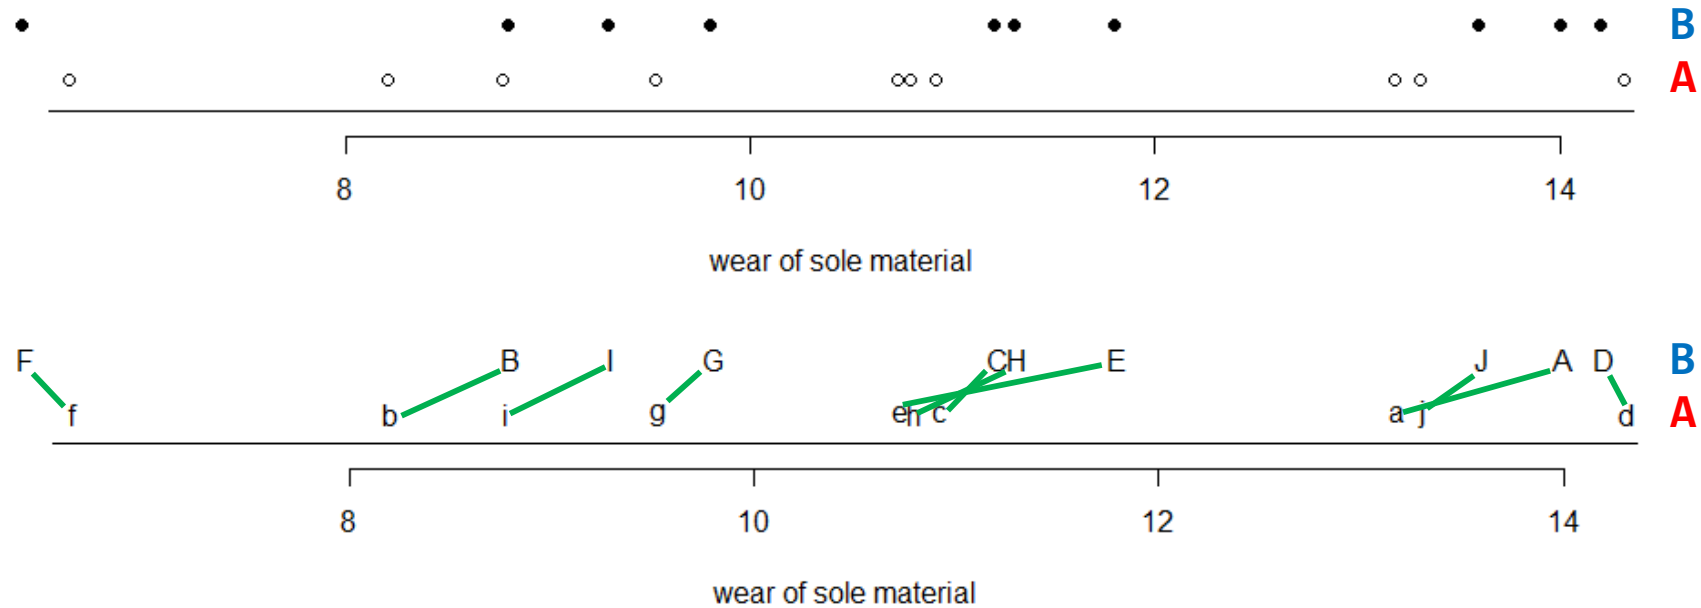 B
A
8 10 12 14
wear of sole material
F B I G CH E J A D B
f b i g eh c a j d A
8 10 12 14
wear of sole material